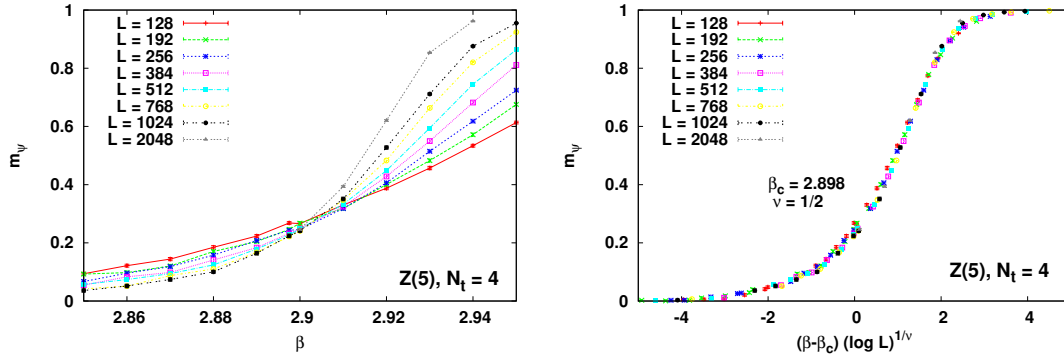 1
0.8
0.6
0.4
0.2
0
2.85
2.86
2.88
2.9
2.92
2.94
m_ψ
β
L = 128
L = 192
L = 256
L = 384
L = 512
L = 768
L = 1024
L = 2048
Z(5), N_t = 4
1
0.8
0.6
0.4
0.2
0
-4
-2
0
2
4
m_ψ
(β-β_c) (log L)^{1/ν}
L = 128
L = 192
L = 256
L = 384
L = 512
L = 768
L = 1024
L = 2048
β_c = 2.898
ν = 1/2
Z(5), N_t = 4